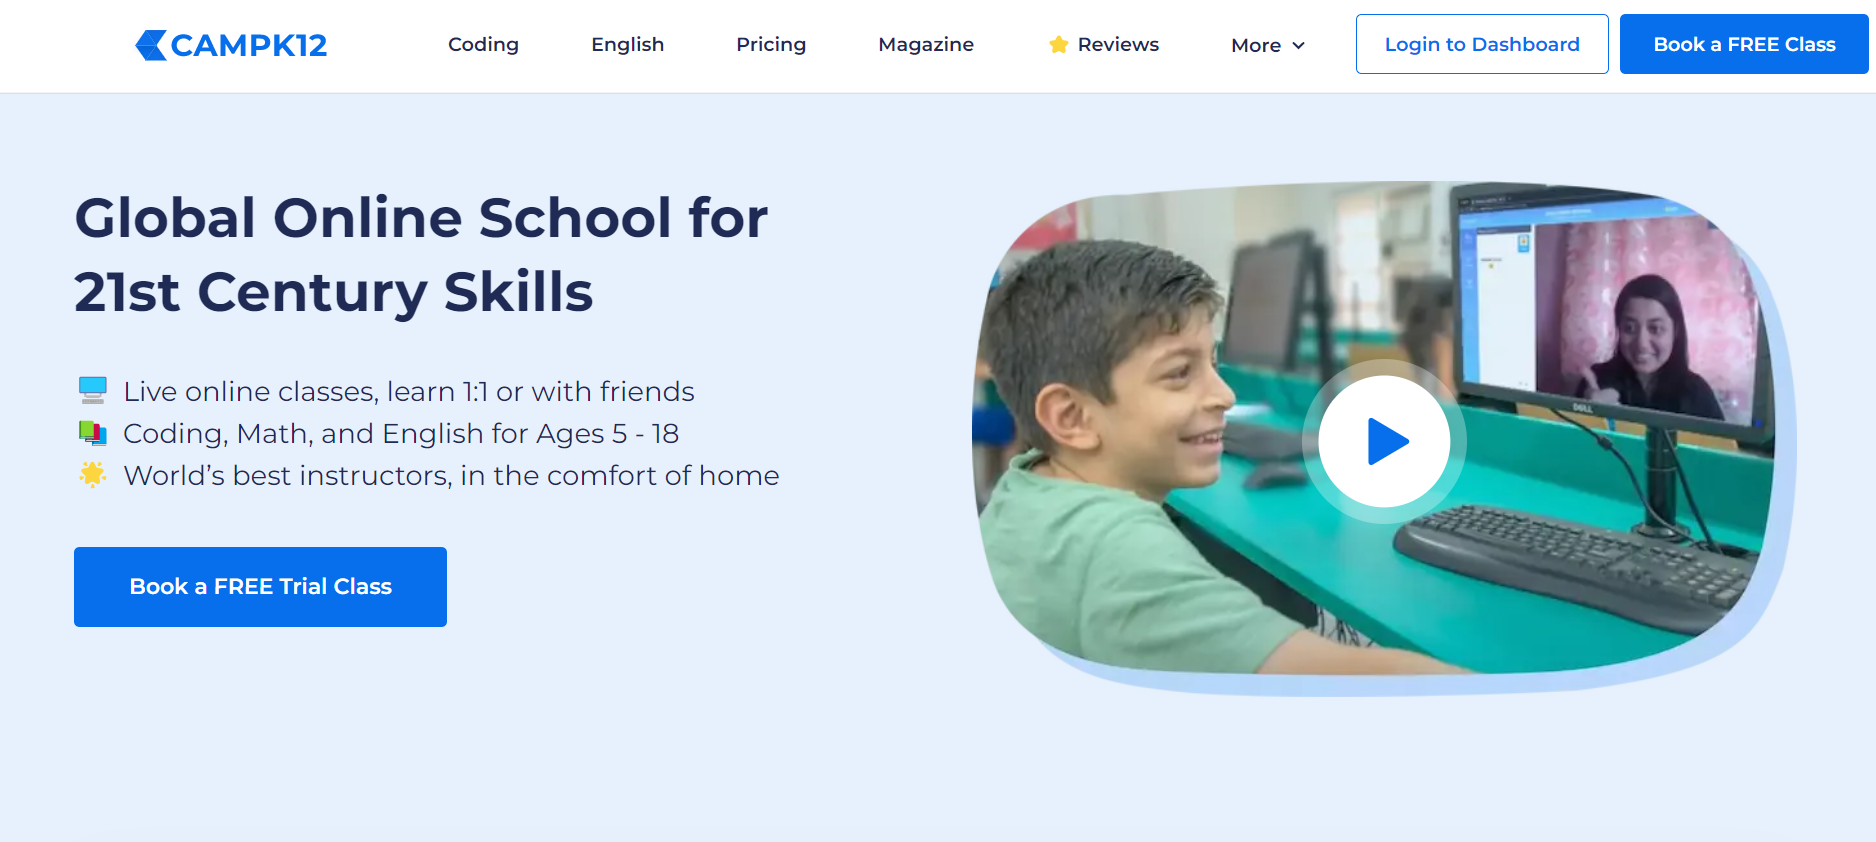 CAMPK12
Coding
English
Pricing
Magazine
Reviews
More
Login to Dashboard
Book a FREE Class
Global Online School for
21st Century Skills
Live online classes, learn 1:1 or with friends
Coding, Math, and English for Ages 5 - 18
World’s best instructors, in the comfort of home
Book a FREE Trial Class
DELL